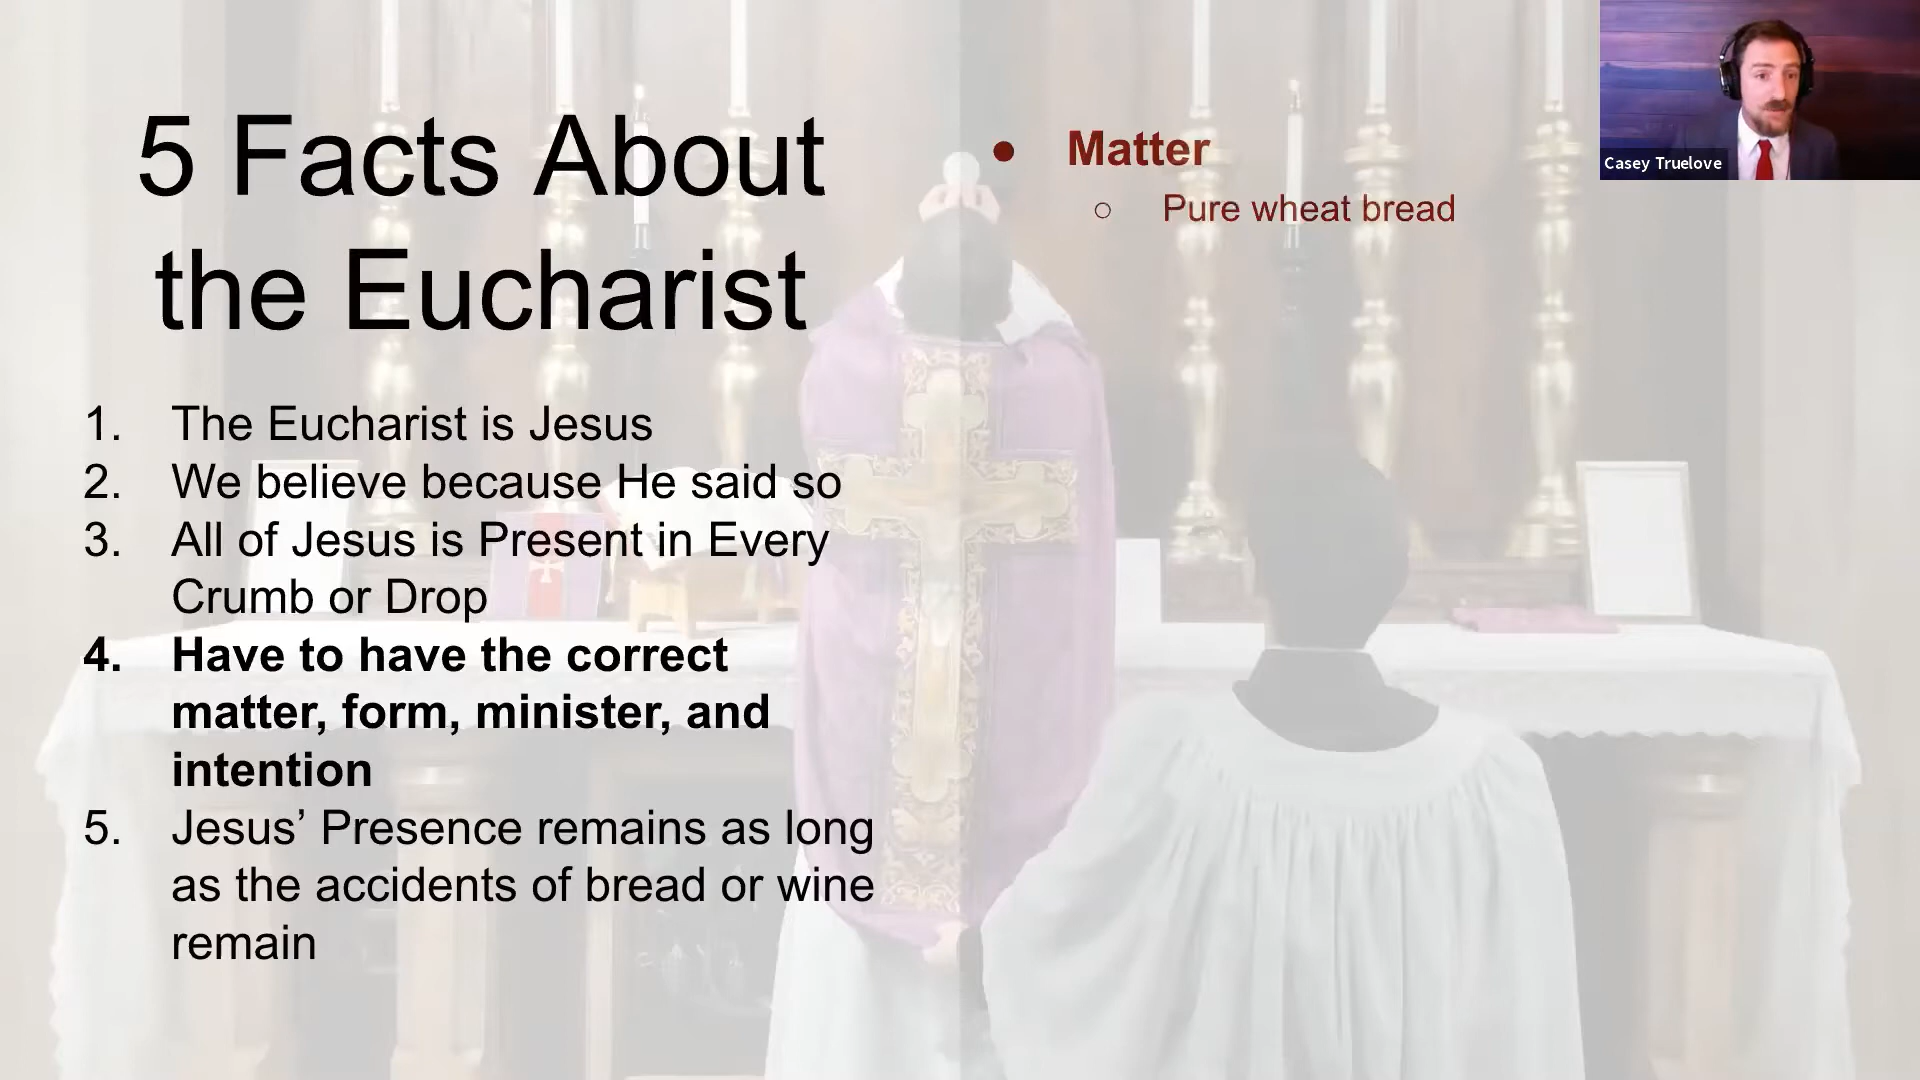 5 Facts About
the Eucharist
1. The Eucharist is Jesus
2. We believe because He said so
3. All of Jesus is Present in Every
Crumb or Drop
4. Have to have the correct
matter, form, minister, and
intention
5. Jesus’ Presence remains as long
as the accidents of bread or wine
remain
● Matter
○ Pure wheat bread
Casey Truelove